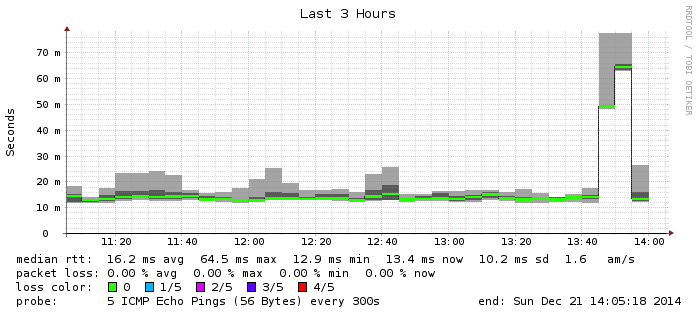 Last 3 Hours
RRDTOOL / TOBI OETIKER
Seconds
70 m
60 m
50 m
40 m
30 m
20 m
10 m
0
11:20 11:40 12:00 12:20 12:40 13:00 13:20 13:40 14:00
median rtt: 16.2 ms avg 64.5 ms max 12.9 ms min 13.4 ms now 10.2 ms sd 1.6 am/s
packet loss: 0.00 % avg 0.00 % max 0.00 % min 0.00 % now
loss color: 0 1/5 2/5 3/5 4/5
probe: 5 ICMP Echo Pings (56 Bytes) every 300s end: Sun Dec 21 14:05:18 2014